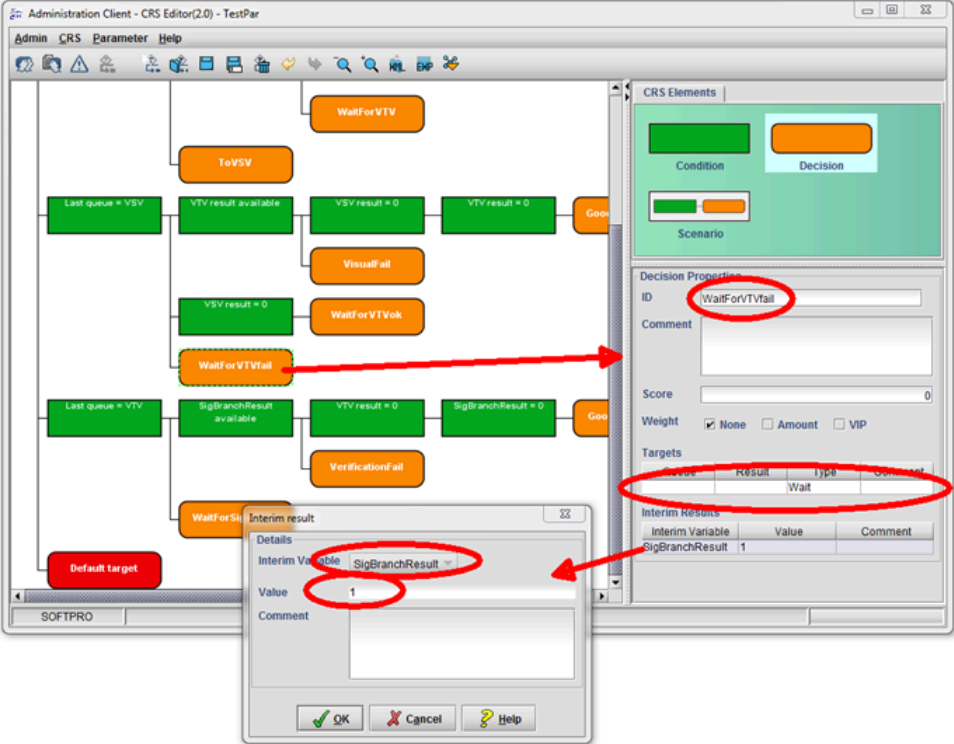 Administration Client - CRS Editor(2.0) - TestPar
Admin CRS Parameter Help
XML EXP
WaitForVTV
ToVSV
Last queue = VSV
VTV result available
VSV result = 0
VTV result = 0
VisualFail
VSV result = 0
WaitForVTVok
WaitForVTVfail
Last queue = VTV
SigBranchResult
available
VTV result = 0
SigBranchResult = 0
VerificationFail
Default target
SOFTPRO
CRS Elements
Condition
Decision
Scenario
Decision Properties
ID
WaitForVTVfail
Comment
Score
0
Weight
None
Amount
VIP
Targets
Queue Result Type Comment
Wait
Interim Results
Interim Variable Value Comment
SigBranchResult 1
Interim result
Details
Interim Variable
SigBranchResult
Value
1
Comment
OK
Cancel
Help